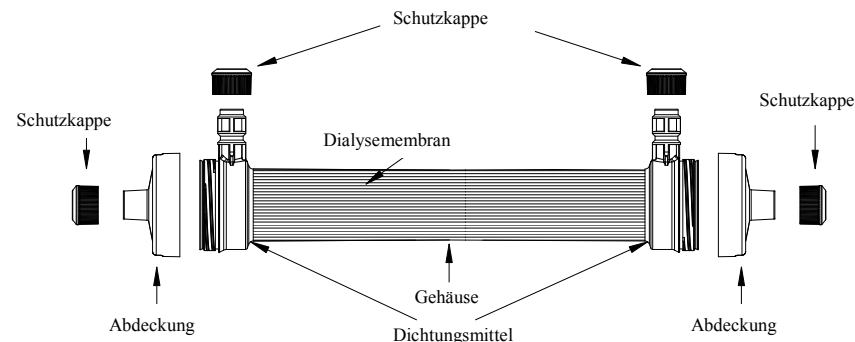 Schutzkappe
Schutzkappe
Schutzkappe
Dialysemembran
Gehäuse
Abdeckung
Dichtungsmittel
Abdeckung